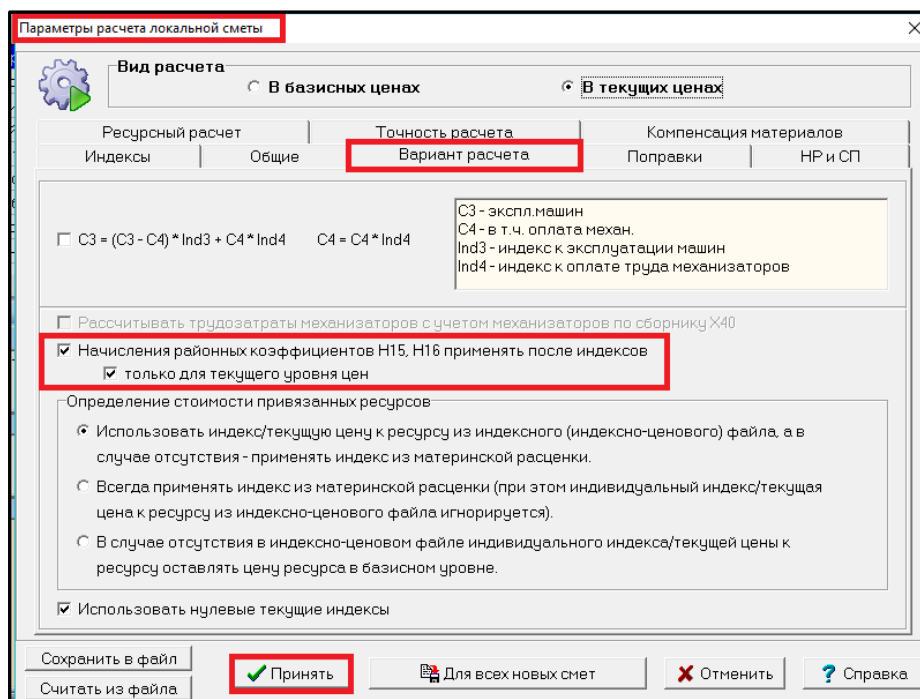 Параметры расчета локальной сметы
Вид расчета
В базисных ценах
В текущих ценах
Ресурсный расчет
Точность расчета
Компенсация материалов
Индексы
Общие
Вариант расчета
Поправки
НР и СП
С3 = (С3 - С4) * Ind3 + С4 * Ind4 С4 = С4 * Ind4
С3 - экспл.машин
С4 - в т.ч. оплата механ.
Ind3 - индекс к эксплуатации машин
Ind4 - индекс к оплате труда механизаторов
Рассчитывать трудозатраты механизаторов с учетом механизаторов по сборнику Х40
Начисления районных коэффициентов Н15, Н16 применять после индексов
только для текущего уровня цен
Определение стоимости привязанных ресурсов
Использовать индекс/текущую цену к ресурсу из индексного (индексно-ценового) файла, а в
случае отсутствия - применять индекс из материнской расценки.
Всегда применять индекс из материнской расценки (при этом индивидуальный индекс/текущая
цена к ресурсу из индексно-ценового файла игнорируется).
В случае отсутствия в индексно-ценовом файле индивидуального индекса/текущей цены к
ресурсу оставлять цену ресурса в базисном уровне.
Использовать нулевые текущие индексы
Сохранить в файл
Считать из файла
Принять
Для всех новых смет
Отменить
? Справка